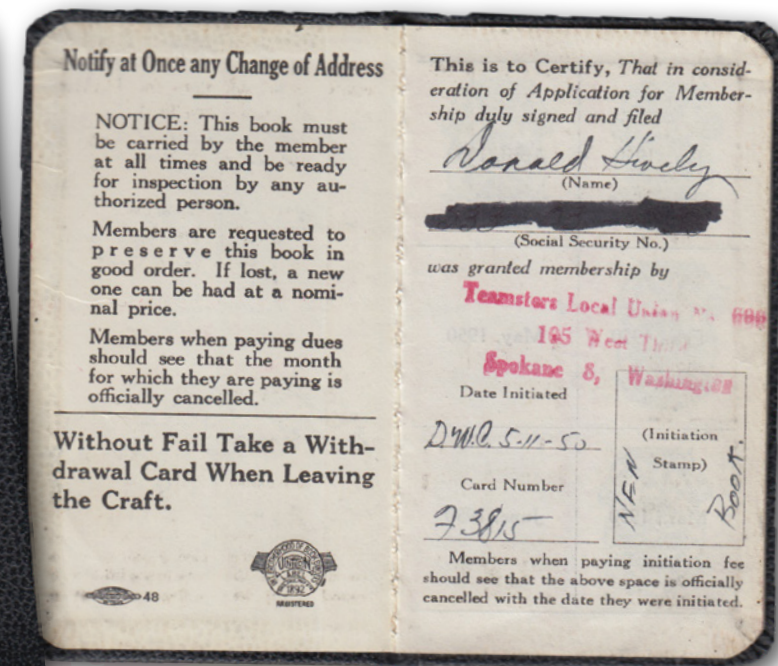 Notify at Once any Change of Address
NOTICE: This book must
be carried by the member
at all times and be ready
for inspection by any au-
thorized person.
Members are requested to
preserve this book in
good order. If lost, a new
one can be had at a nomi-
nal price.
Members when paying dues
should see that the month
for which they are paying is
officially cancelled.
Without Fail Take a With-
drawal Card When Leaving
the Craft.
48
REGISTERED
This is to Certify, That in consid-
eration of Application for Member-
ship duly signed and filed
Donald Hively
(Name)
(Social Security No.)
was granted membership by
Teamsters Local Union No. 690
105 West Third
Spokane 8, Washington
Date Initiated
D.W.C. 5-11-50
Card Number
73815
(Initiation
Stamp)
NEW
BOOK.
Members when paying initiation fee
should see that the above space is officially
cancelled with the date they were initiated.